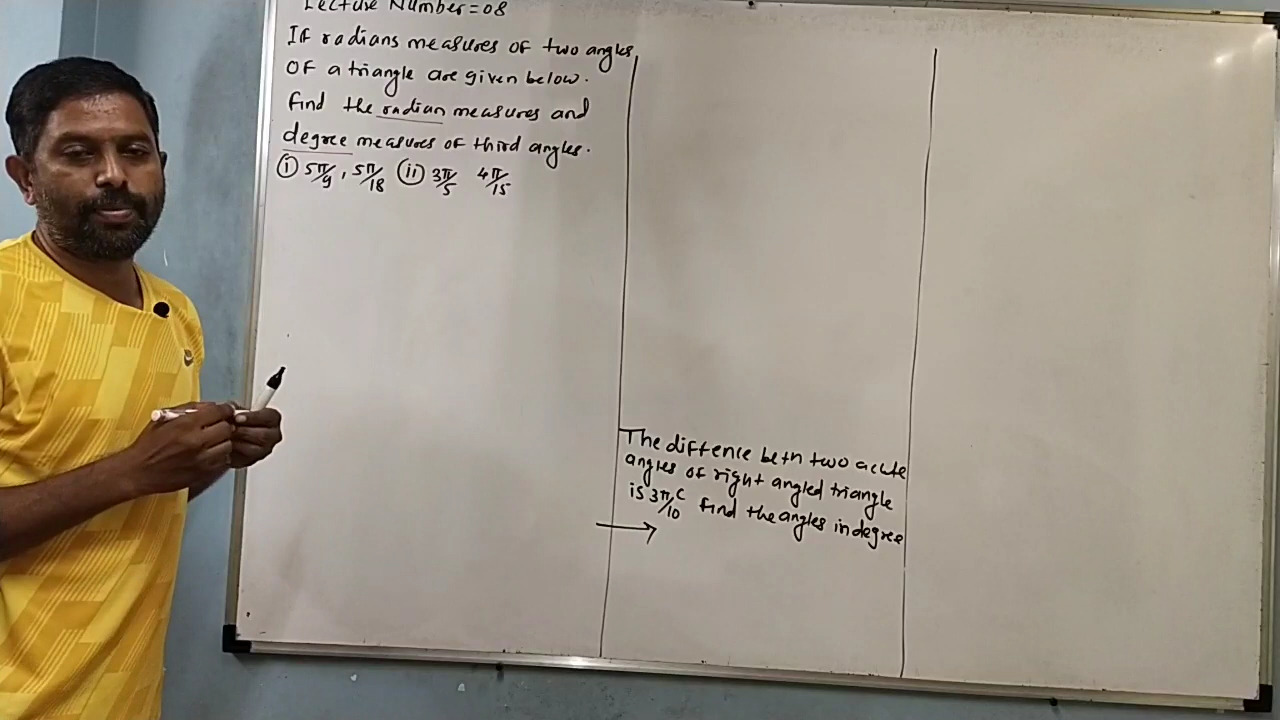 Lecture Number = 08
If radians measures of two angles
OF a triangle are given below.
Find the radian measures and
degree measures of third angles.
(i) 5π/9, 5π/18 (ii) 3π/5 4π/15
The diffence betn two acute
angles of right angled triangle
is 3π/10 c find the angles in degree